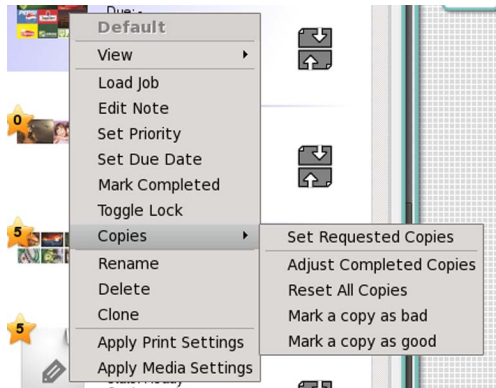 Due: -
Default
View
Load Job
0
Edit Note
Set Priority
Set Due Date
Mark Completed
Toggle Lock
5
Copies
Set Requested Copies
Rename
Adjust Completed Copies
Delete
Reset All Copies
Clone
Mark a copy as bad
5
Apply Print Settings
Mark a copy as good
Apply Media Settings